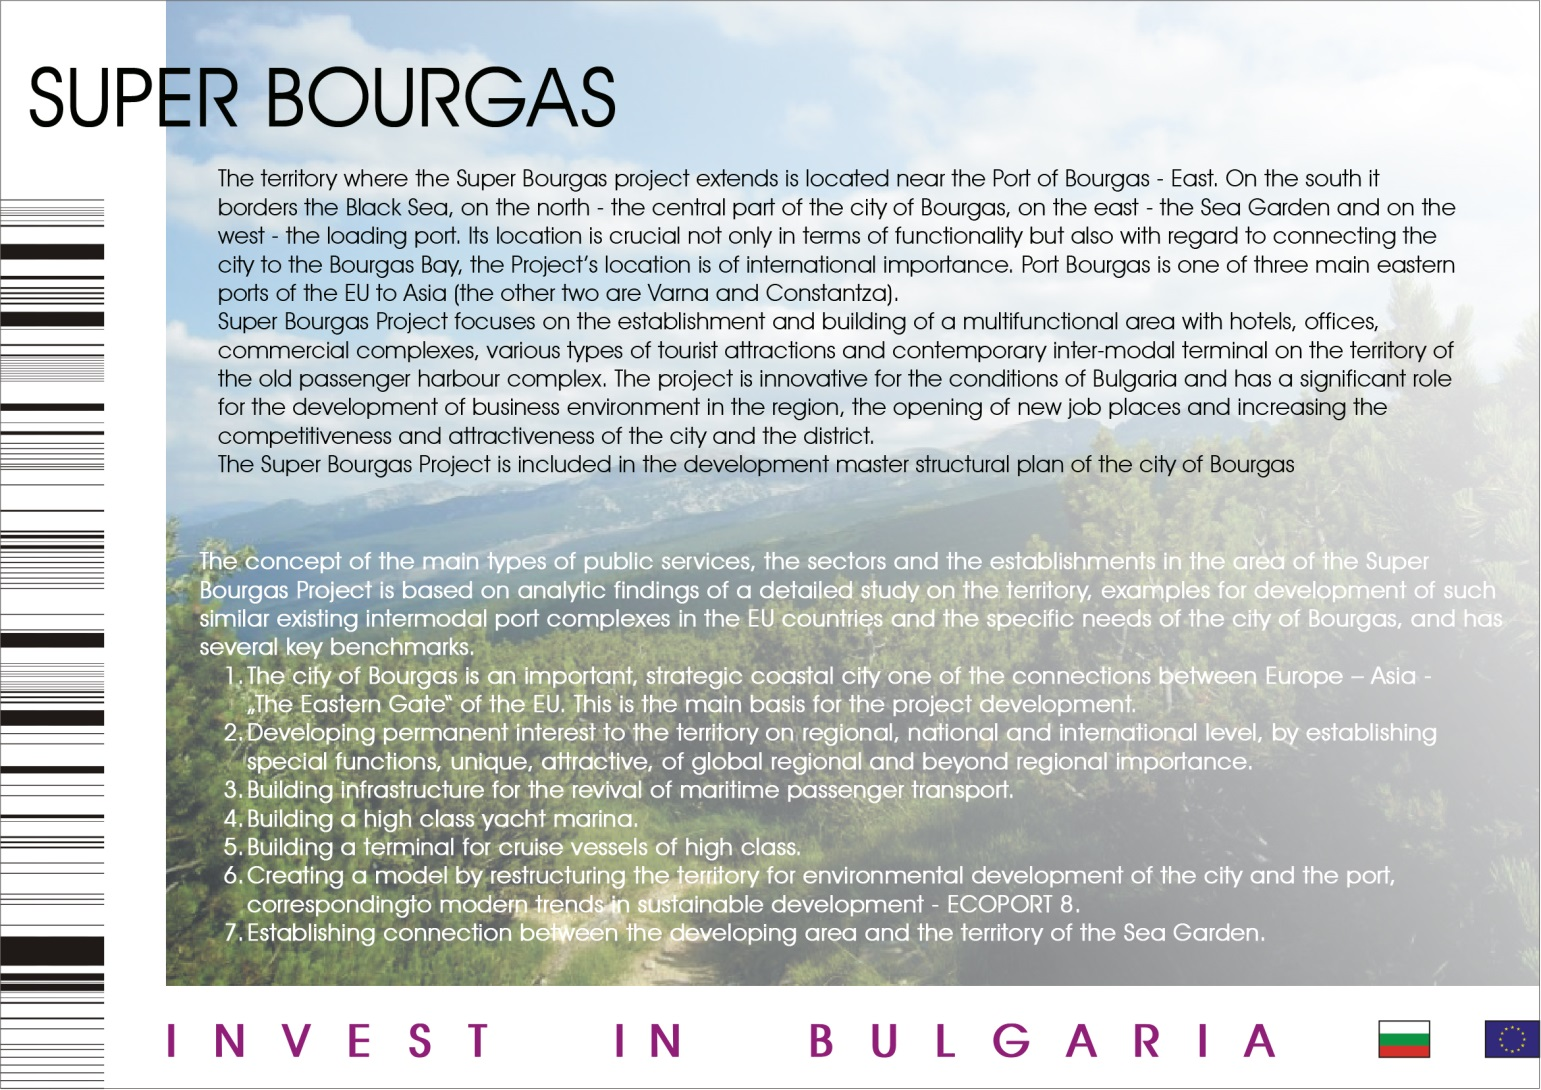 SUPER BOURGAS
The territory where the Super Bourgas project extends is located near the Port of Bourgas - East. On the south it
borders the Black Sea, on the north - the central part of the city of Bourgas, on the east - the Sea Garden and on the
west - the loading port. Its location is crucial not only in terms of functionality but also with regard to connecting the
city to the Bourgas Bay, the Project's location is of international importance. Port Bourgas is one of three main eastern
ports of the EU to Asia (the other two are Varna and Constantza).
Super Bourgas Project focuses on the establishment and building of a multifunctional area with hotels, offices,
commercial complexes, various types of tourist attractions and contemporary inter-modal terminal on the territory of
the old passenger harbour complex. The project is innovative for the conditions of Bulgaria and has a significant role
for the development of business environment in the region, the opening of new job places and increasing the
competitiveness and attractiveness of the city and the district.
The Super Bourgas Project is included in the development master structural plan of the city of Bourgas
The concept of the main types of public services, the sectors and the establishments in the area of the Super
Bourgas Project is based on analytic findings of a detailed study on the territory, examples for development of such
similar existing intermodal port complexes in the EU countries and the specific needs of the city of Bourgas, and has
several key benchmarks.
1. The city of Bourgas is an important, strategic coastal city one of the connections between Europe – Asia -
„The Eastern Gate“ of the EU. This is the main basis for the project development.
2. Developing permanent interest to the territory on regional, national and international level, by establishing
special functions, unique, attractive, of global regional and beyond regional importance.
3. Building infrastructure for the revival of maritime passenger transport.
4. Building a high class yacht marina.
5. Building a terminal for cruise vessels of high class.
6. Creating a model by restructuring the territory for environmental development of the city and the port,
correspondingto modern trends in sustainable development - ECOPORT 8.
7. Establishing connection between the developing area and the territory of the Sea Garden.
INVEST IN BULGARIA